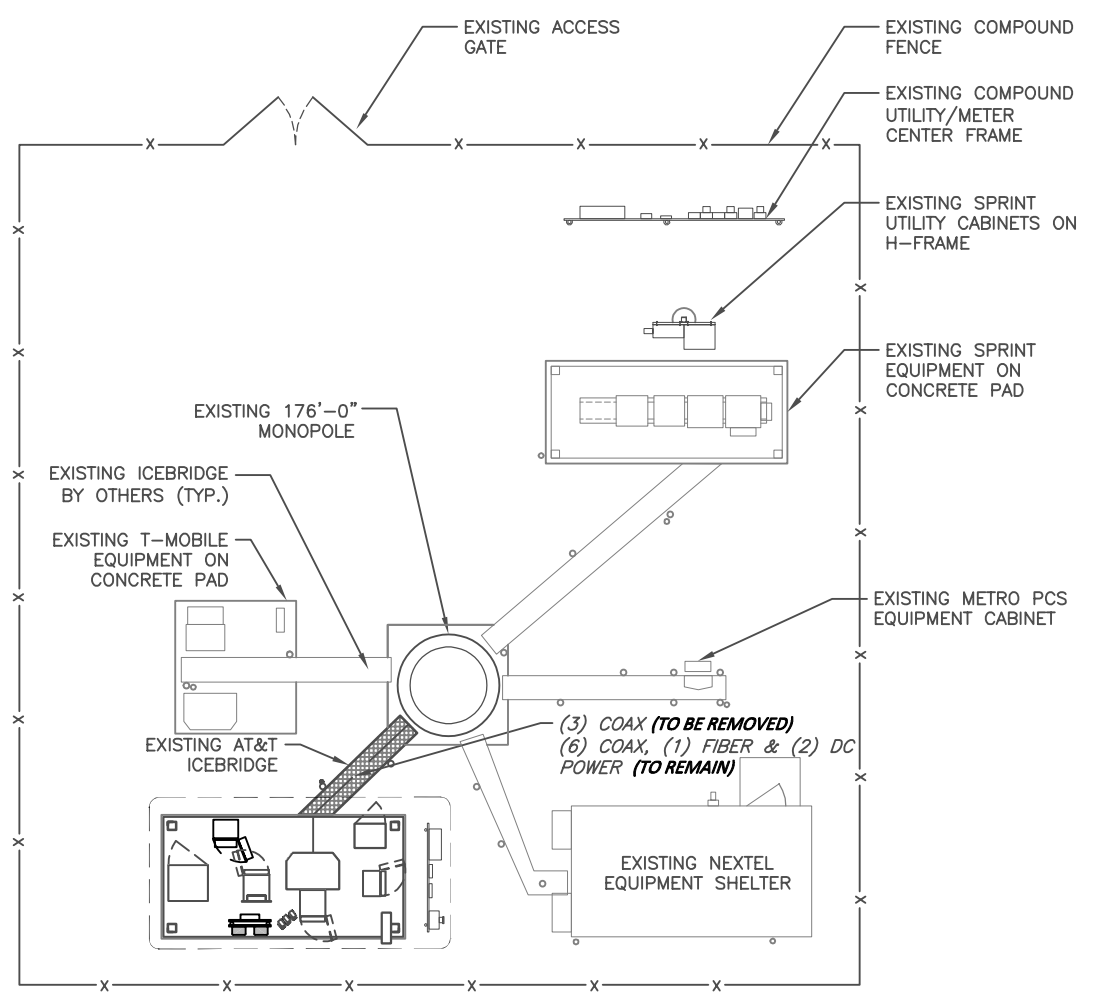 EXISTING ACCESS
GATE
EXISTING COMPOUND
FENCE
EXISTING COMPOUND
UTILITY/METER
CENTER FRAME
EXISTING SPRINT
UTILITY CABINETS ON
H-FRAME
EXISTING SPRINT
EQUIPMENT ON
CONCRETE PAD
EXISTING 176'-0"
MONOPOLE
EXISTING ICEBRIDGE
BY OTHERS (TYP.)
EXISTING T-MOBILE
EQUIPMENT ON
CONCRETE PAD
EXISTING METRO PCS
EQUIPMENT CABINET
(3) COAX (TO BE REMOVED)
(6) COAX, (1) FIBER & (2) DC
POWER (TO REMAIN)
EXISTING AT&T
ICEBRIDGE
EXISTING NEXTEL
EQUIPMENT SHELTER